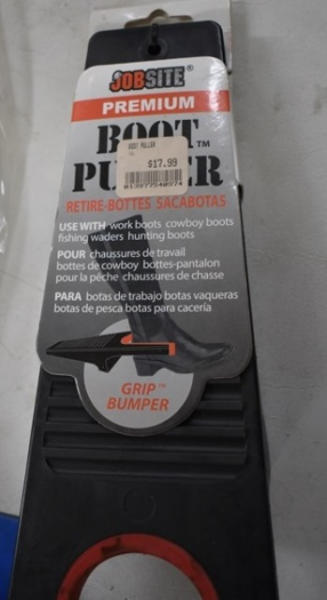 JOBSITE®
PREMIUM
BOOT™
BOOT PULLER
$17.99
PU R
RETIRE-BOTTES SACABOTAS
USE WITH work boots cowboy boots
fishing waders hunting boots
POUR chaussures de travail
bottes de cowboy bottes-pantalon
pour la pêche chaussures de chasse
PARA botas de trabajo botas vaqueras
botas de pesca botas para cacería
GRIP™
BUMPER